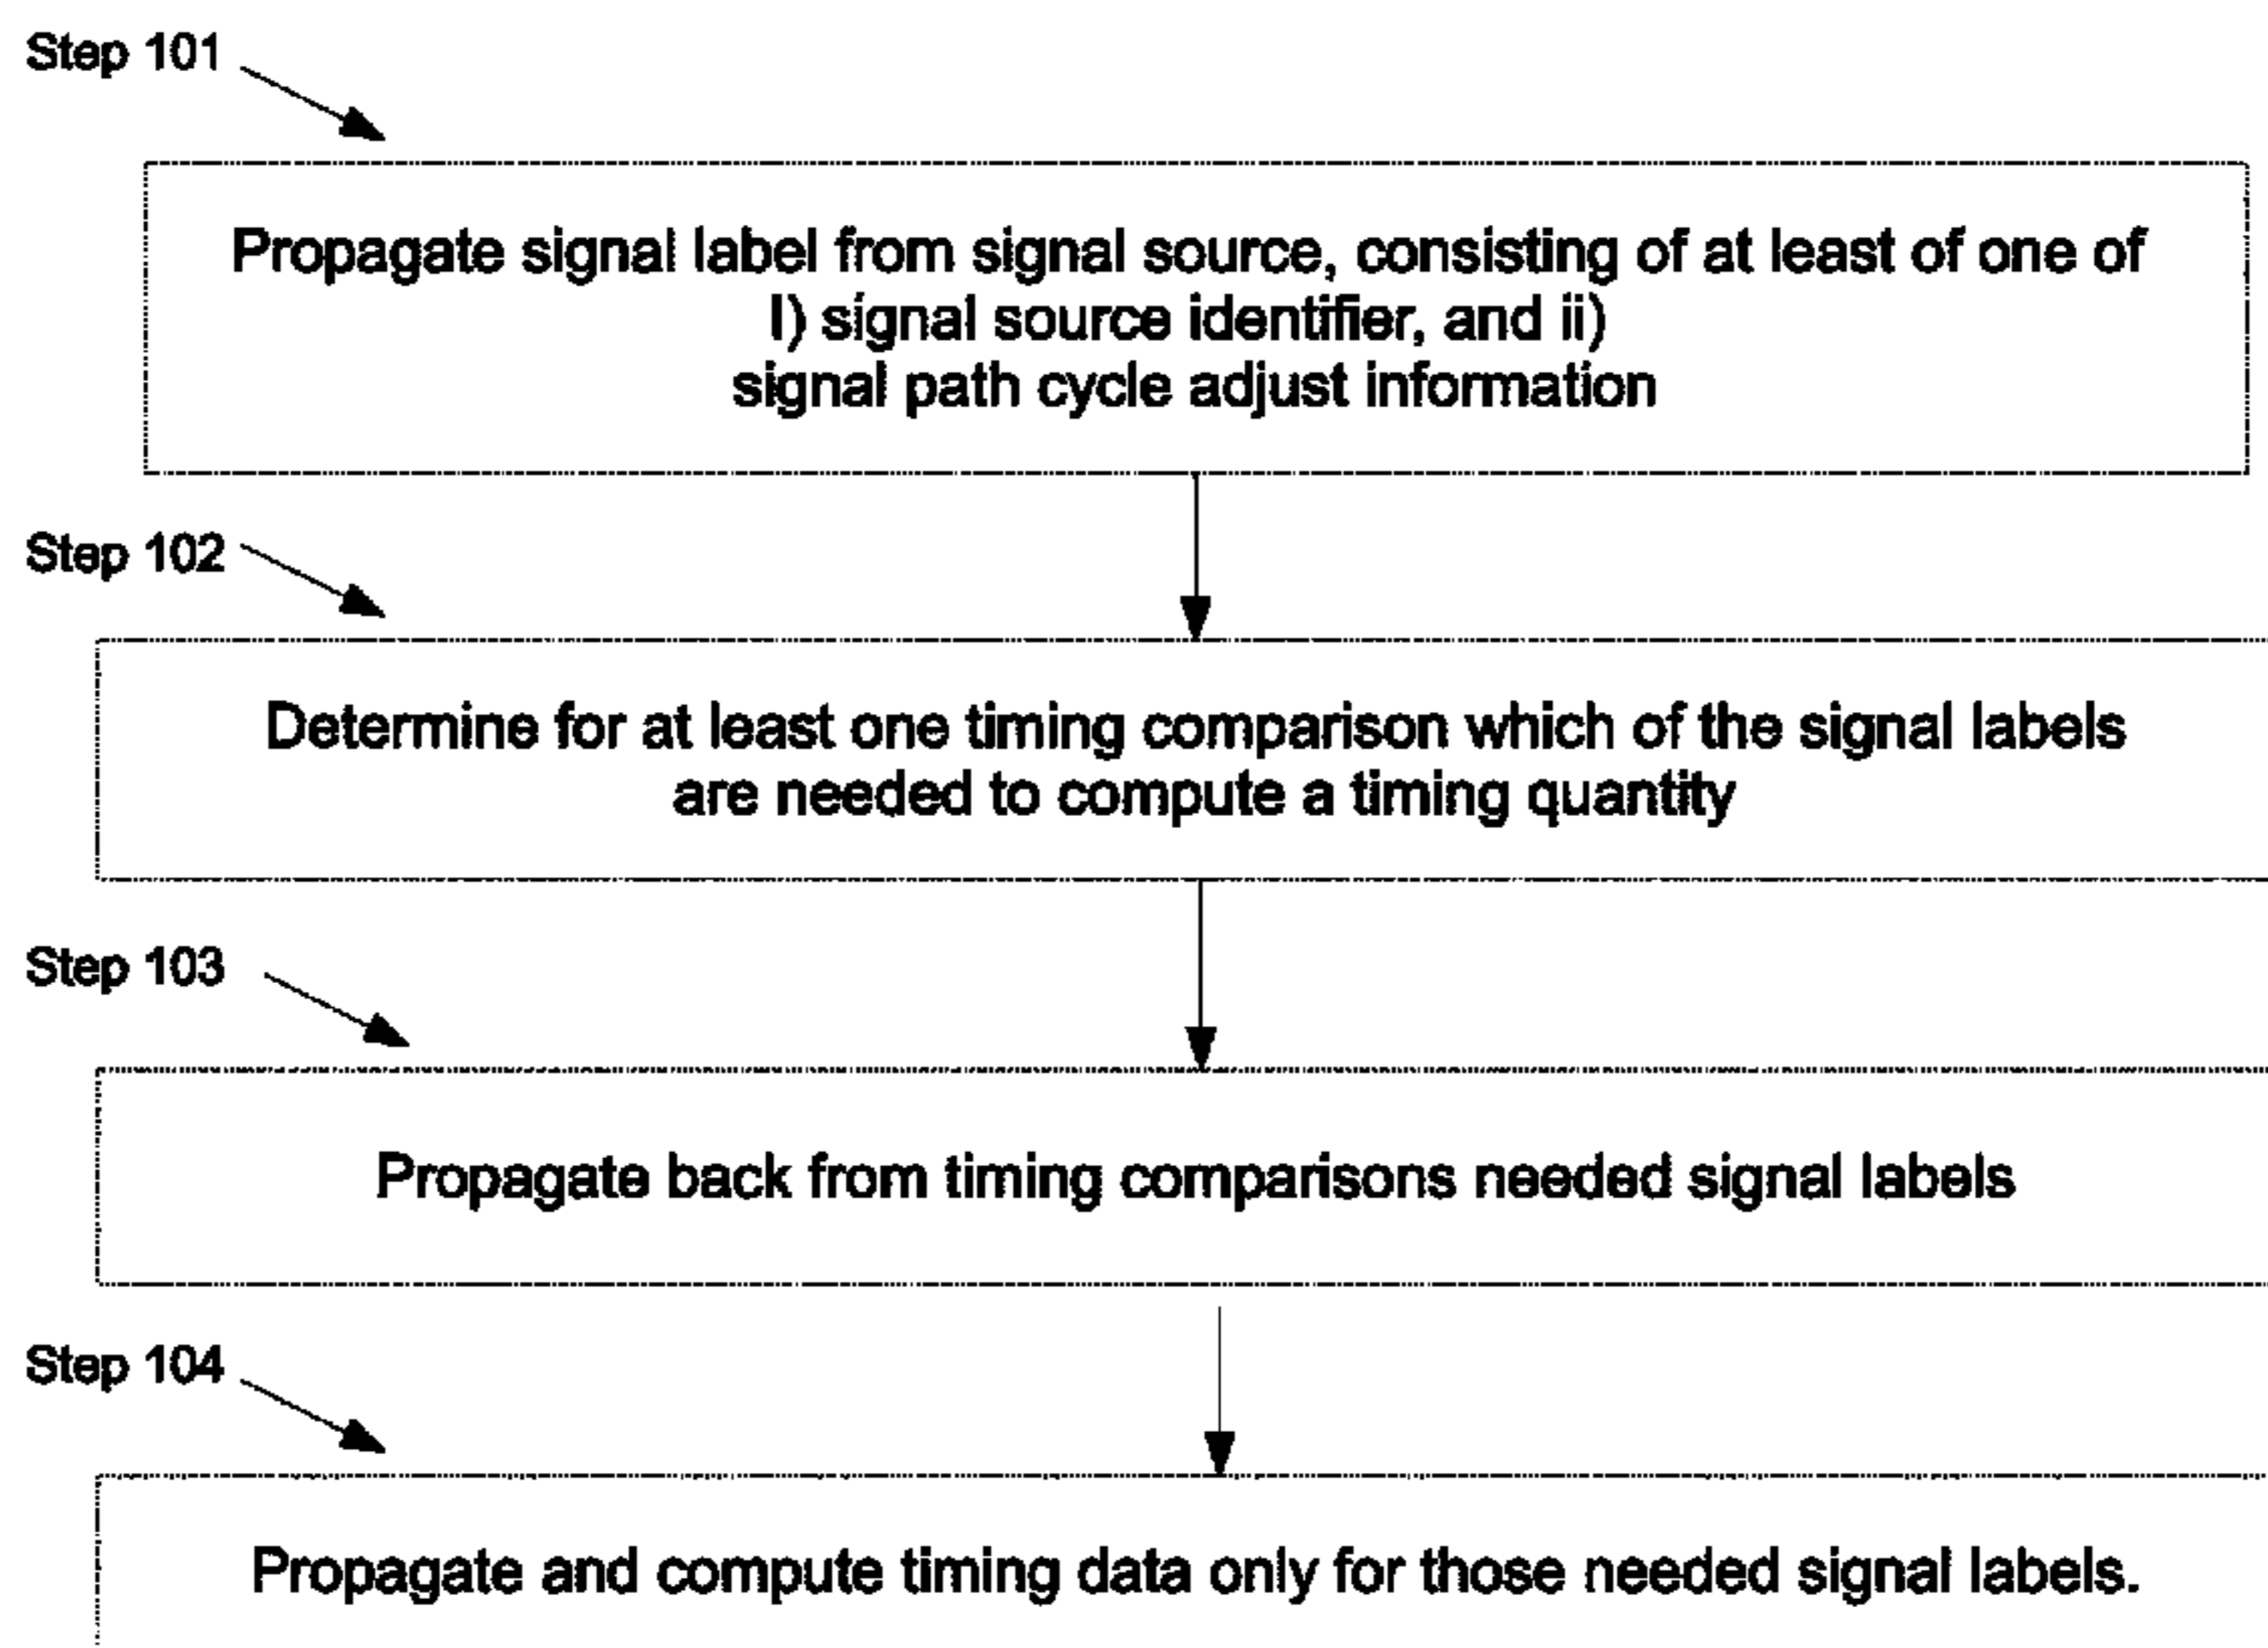 Step 101
Propagate signal label from signal source, consisting of at least of one of
I) signal source identifier, and ii)
signal path cycle adjust information
Step 102
Determine for at least one timing comparison which of the signal labels
are needed to compute a timing quantity
Step 103
Propagate back from timing comparisons needed signal labels
Step 104
Propagate and compute timing data only for those needed signal labels.